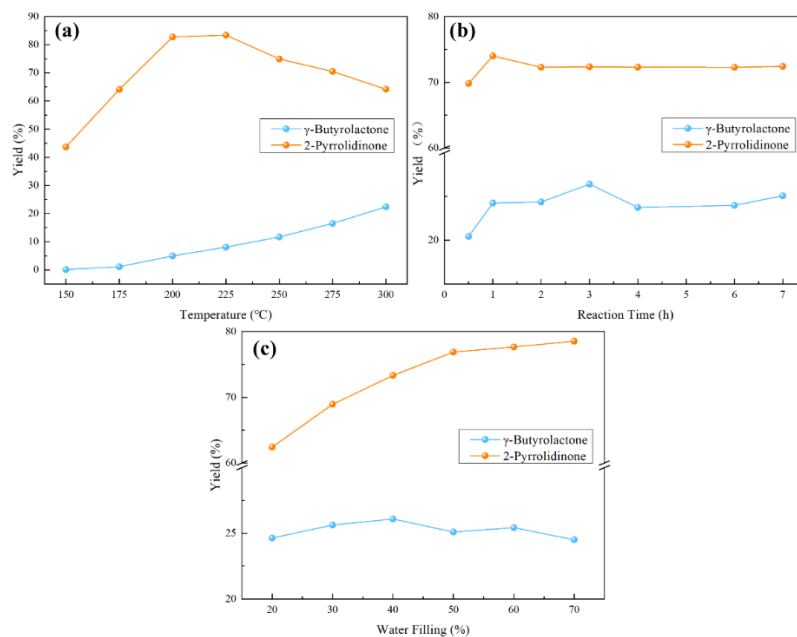 (a)
90
80
70
60
50
40
30
20
10
0
Yield (%)
γ-Butyrolactone
2-Pyrrolidinone
150 175 200 225 250 275 300
Temperature (℃)
(b)
80
70
60
20
Yield (%)
γ-Butyrolactone
2-Pyrrolidinone
0 1 2 3 4 5 6 7
Reaction Time (h)
(c)
80
70
60
25
20
Yield (%)
γ-Butyrolactone
2-Pyrrolidinone
20 30 40 50 60 70
Water Filling (%)